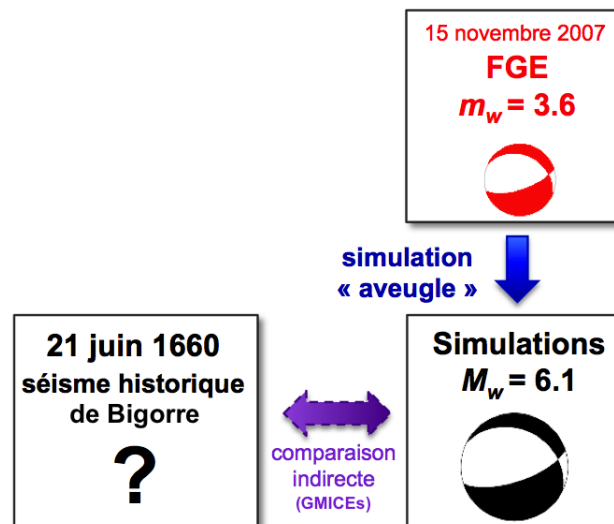 15 novembre 2007
FGE
mw = 3.6
simulation
« aveugle »
21 juin 1660
séisme historique
de Bigorre
?
comparaison
indirecte
(GMICEs)
Simulations
Mw = 6.1